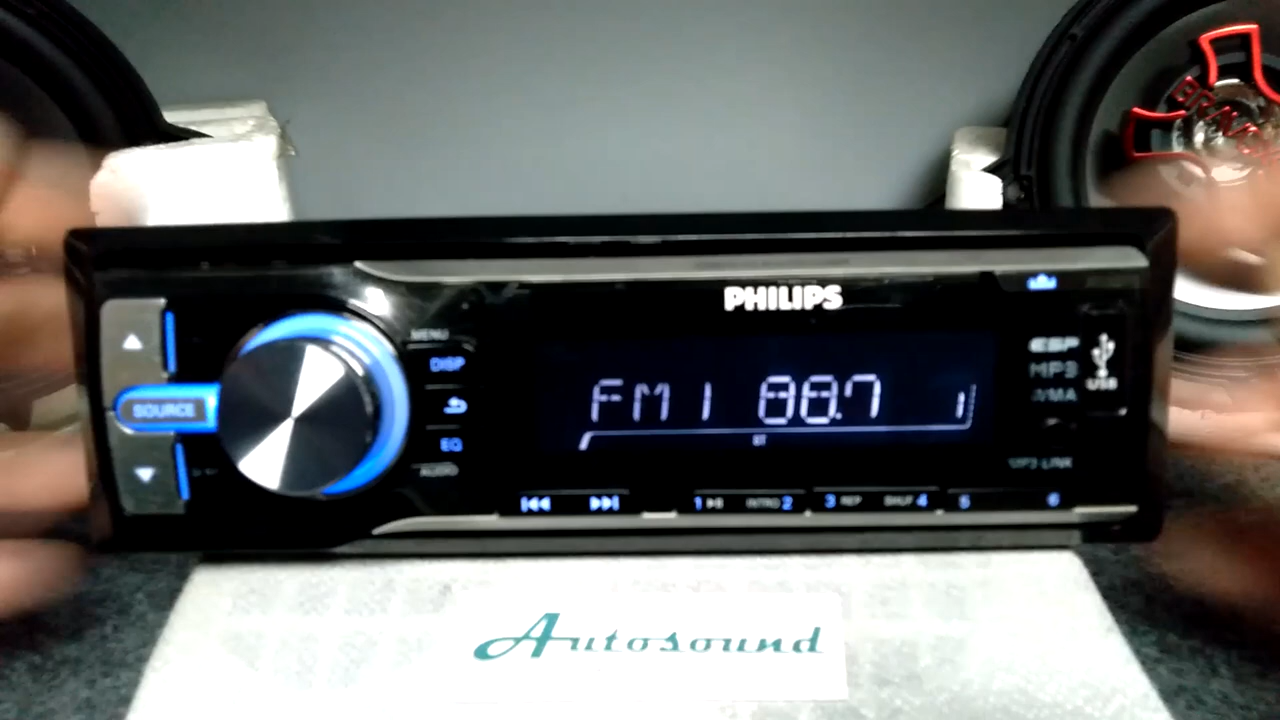 BRAVOX
PHILIPS
MENU
DISP
ESP
MP3
USB
WMA
SOURCE
FM1 88.7 1
EQ
AUDIO
MP3 LINK
1 INTRO 2 3 REP SHUF 4 5 6
Autosound